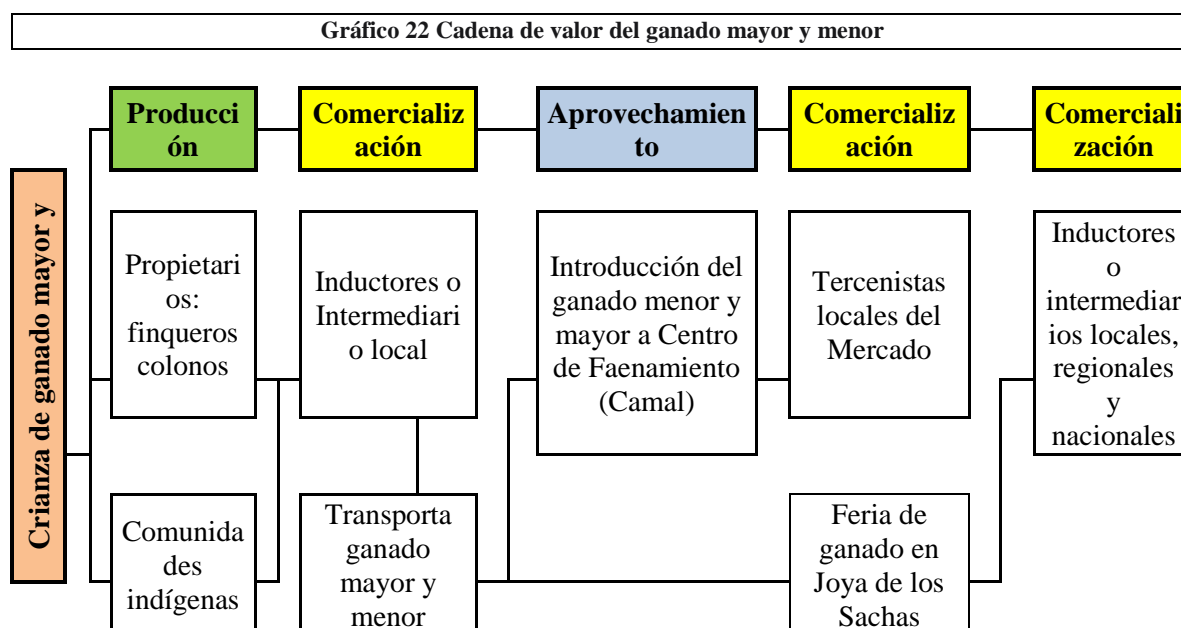 Gráfico 22 Cadena de valor del ganado mayor y menor
Producci
ón
Comercializ
ación
Aprovechamien
to
Comercializ
ación
Comerciali
zación
Crianza de ganado mayor y
Propietari
os:
finqueros
colonos
Inductores o
Intermediari
o local
Introducción del
ganado menor y
mayor a Centro
de Faenamiento
(Camal)
Tercenistas
locales del
Mercado
Inductores
o
intermediar
ios locales,
regionales
y
nacionales
Comunida
des
indígenas
Transporta
ganado
mayor y
menor
Feria de
ganado en
Joya de los
Sachas